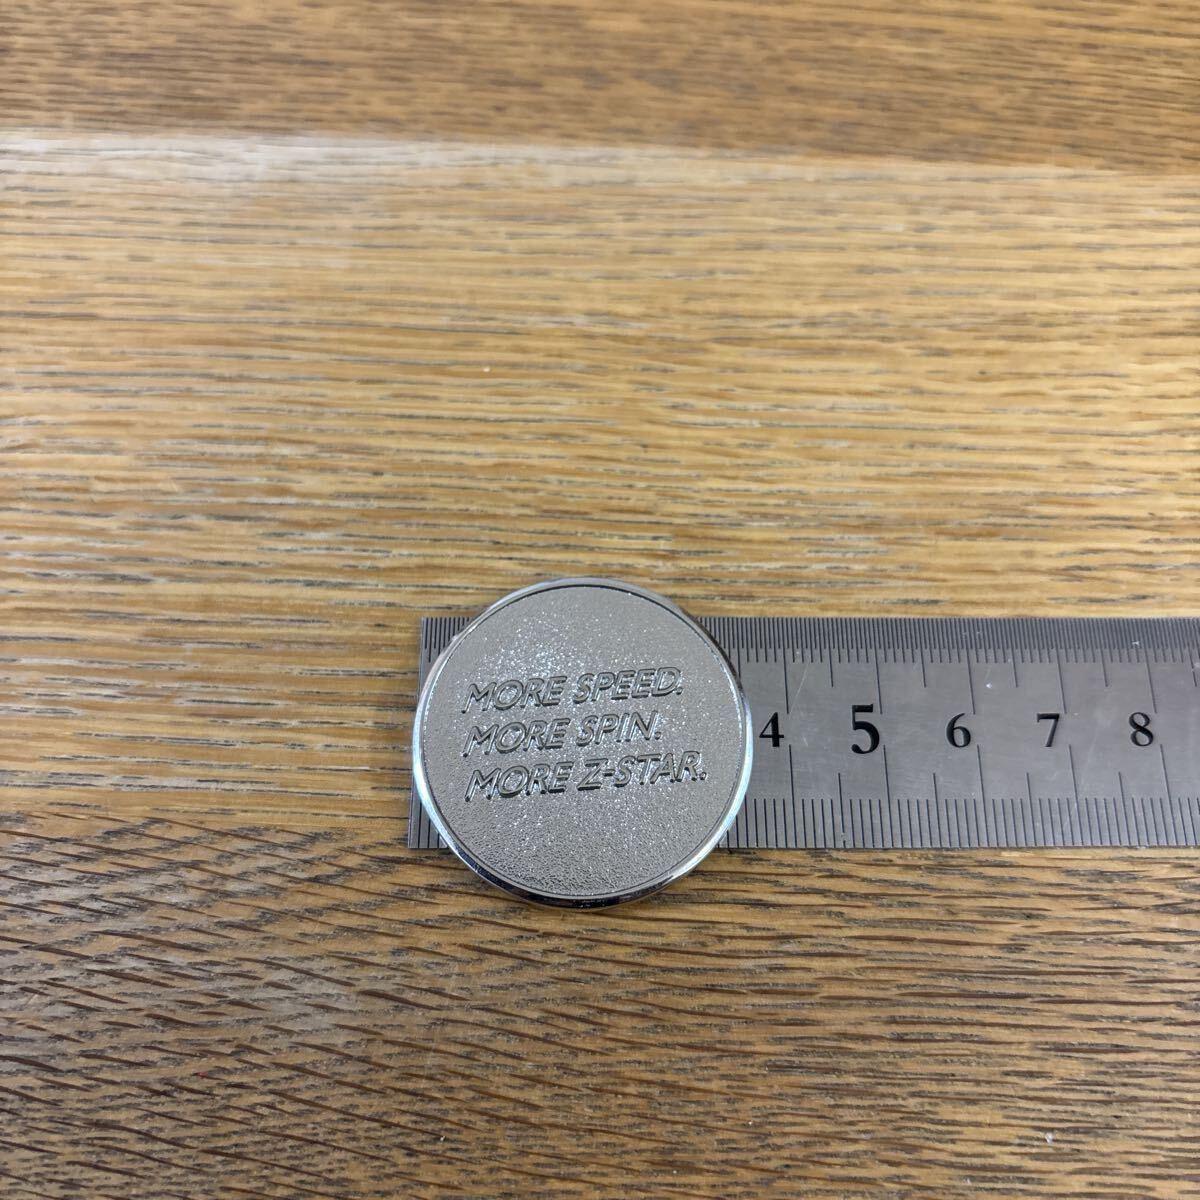 MORE SPEED.
MORE SPIN.
MORE Z-STAR.
4 5 6 7 8